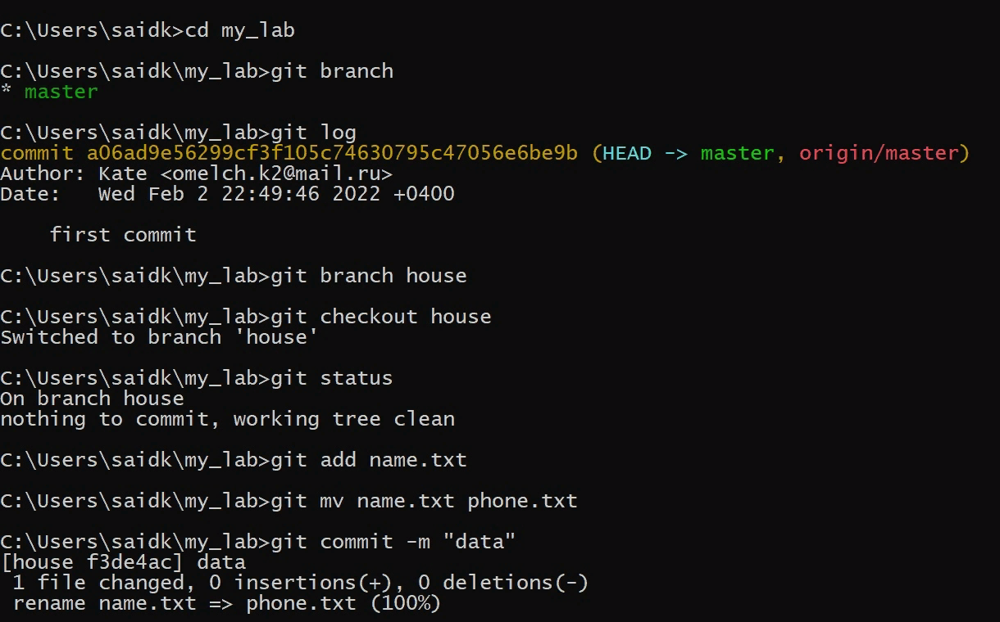 C:\Users\saidk>cd my_lab
C:\Users\saidk\my_lab>git branch
* master
C:\Users\saidk\my_lab>git log
commit a06ad9e56299cf3f105c74630795c47056e6be9b (HEAD -> master, origin/master)
Author: Kate <omelch.k2@mail.ru>
Date:   Wed Feb 2 22:49:46 2022 +0400
    first commit
C:\Users\saidk\my_lab>git branch house
C:\Users\saidk\my_lab>git checkout house
Switched to branch 'house'
C:\Users\saidk\my_lab>git status
On branch house
nothing to commit, working tree clean
C:\Users\saidk\my_lab>git add name.txt
C:\Users\saidk\my_lab>git mv name.txt phone.txt
C:\Users\saidk\my_lab>git commit -m "data"
[house f3de4ac] data
 1 file changed, 0 insertions(+), 0 deletions(-)
 rename name.txt => phone.txt (100%)